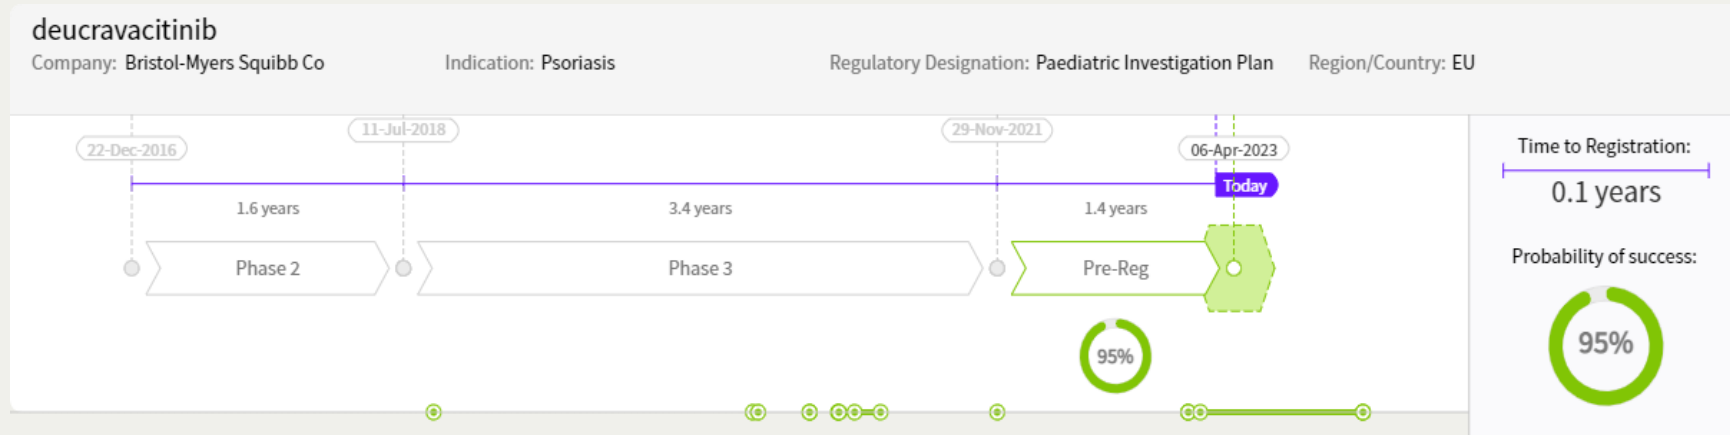 deucravacitinib
Company: Bristol-Myers Squibb Co Indication: Psoriasis Regulatory Designation: Paediatric Investigation Plan Region/Country: EU
22-Dec-2016
11-Jul-2018
29-Nov-2021
06-Apr-2023
Today
1.6 years
3.4 years
1.4 years
Phase 2
Phase 3
Pre-Reg
95%
Time to Registration:
0.1 years
Probability of success:
95%